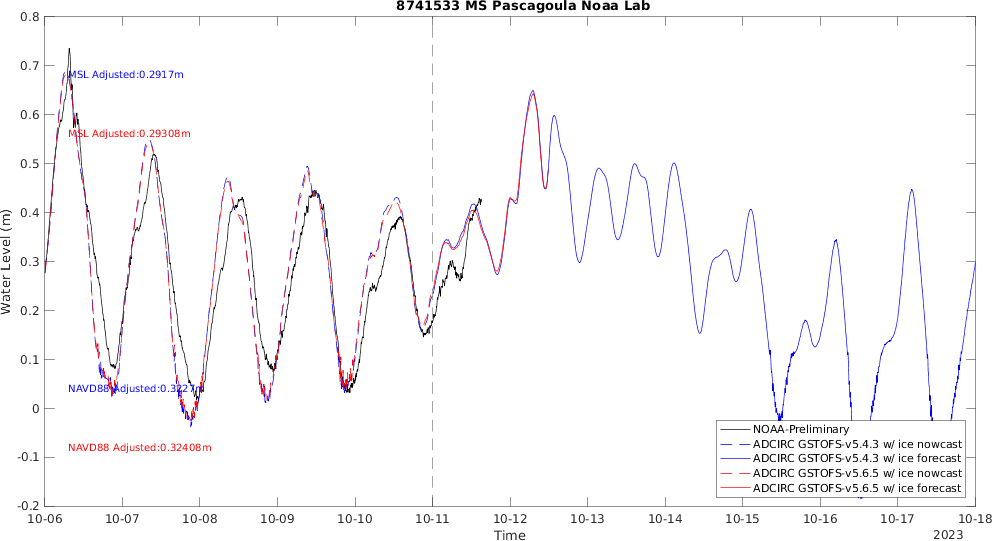 8741533 MS Pascagoula Noaa Lab
0.8
0.7
0.6
0.5
0.4
0.3
0.2
0.1
0
-0.1
-0.2
Water Level (m)
MSL Adjusted:0.2917m
MSL Adjusted:0.29308m
NAVD88 Adjusted:0.3227m
NAVD88 Adjusted:0.32408m
NOAA-Preliminary
ADCIRC GSTOFS-v5.4.3 w/ ice nowcast
ADCIRC GSTOFS-v5.4.3 w/ ice forecast
ADCIRC GSTOFS-v5.6.5 w/ ice nowcast
ADCIRC GSTOFS-v5.6.5 w/ ice forecast
10-06 10-07 10-08 10-09 10-10 10-11 10-12 10-13 10-14 10-15 10-16 10-17 10-18
Time
2023